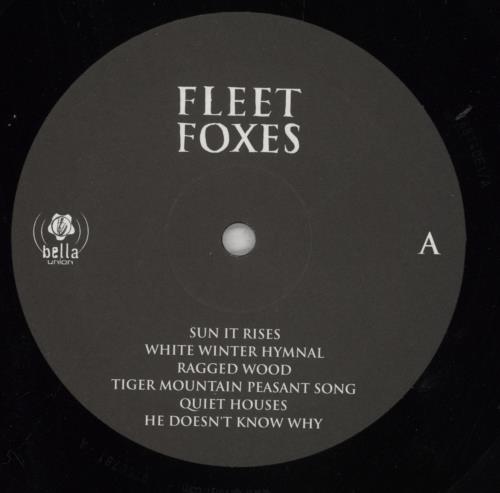 FLEET
FOXES
bella
union
A
SUN IT RISES
WHITE WINTER HYMNAL
RAGGED WOOD
TIGER MOUNTAIN PEASANT SONG
QUIET HOUSES
HE DOESN'T KNOW WHY